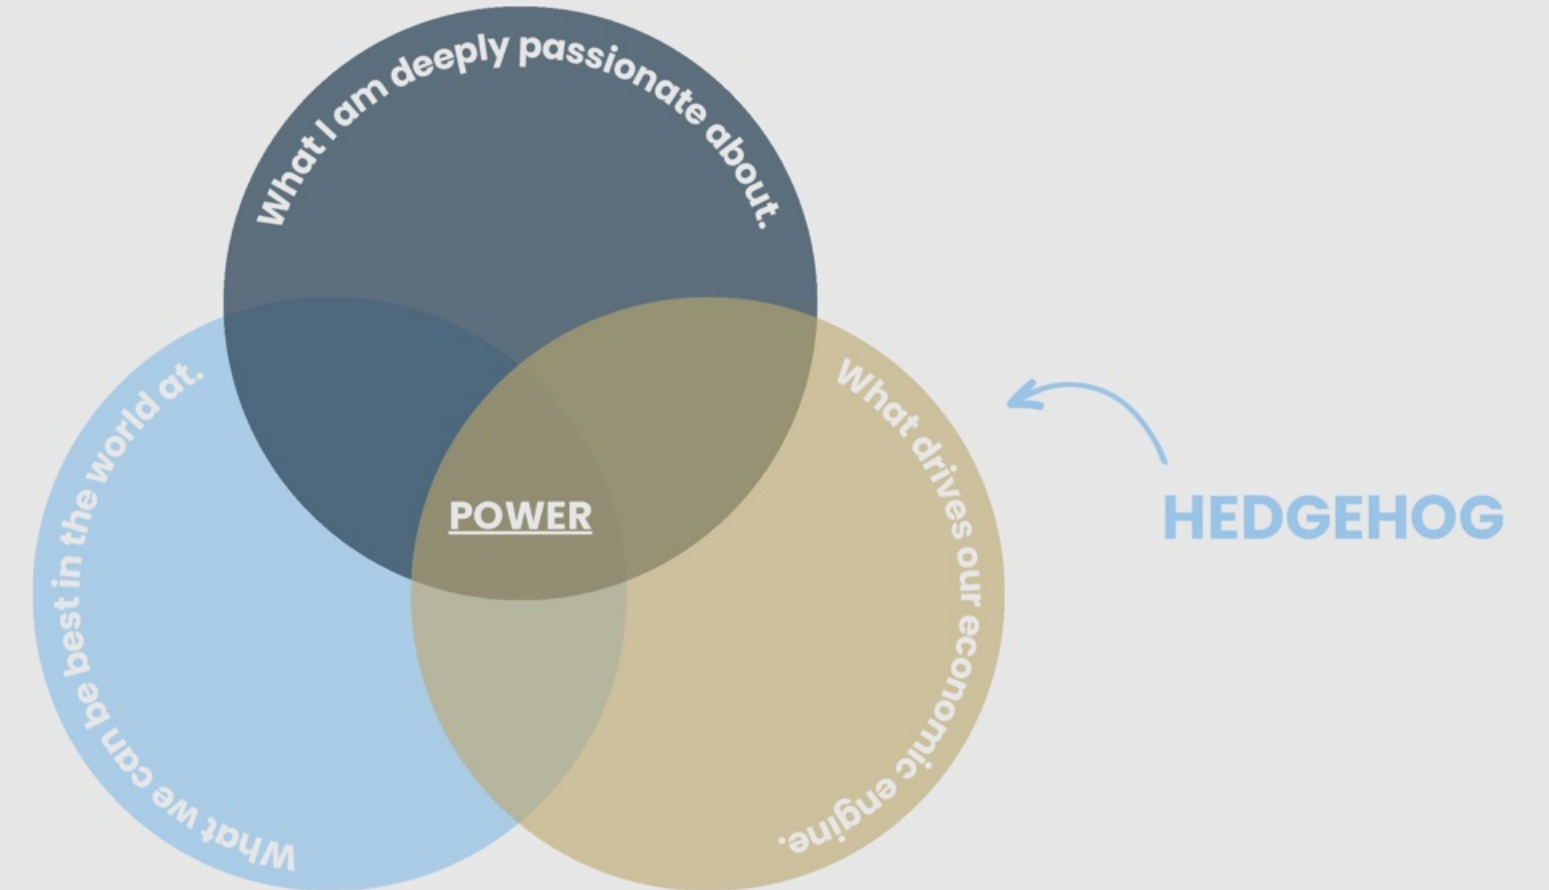 What I am deeply passionate about.
What we can be best in the world at.
What drives our economic engine.
POWER
HEDGEHOG